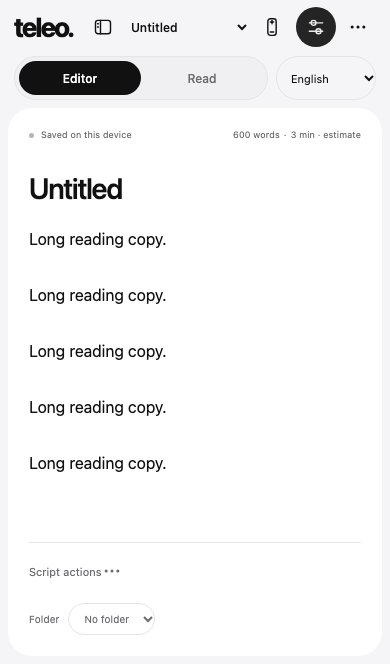 teleo.
Untitled
Editor
Read
English
Saved on this device
600 words · 3 min · estimate
Untitled
Long reading copy.
Long reading copy.
Long reading copy.
Long reading copy.
Long reading copy.
Script actions •••
Folder
No folder